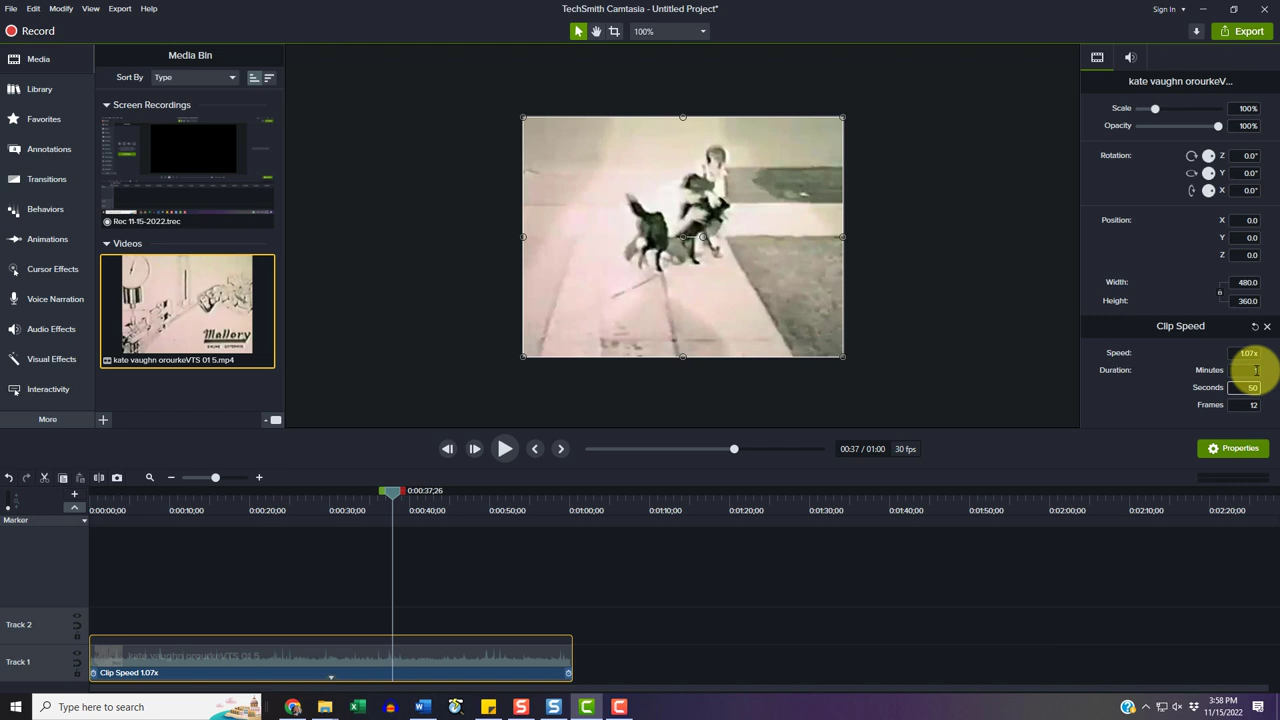 File Edit Modify View Export Help
TechSmith Camtasia - Untitled Project*
Sign In
Record
100%
Export
Media
Library
Favorites
Annotations
Transitions
Behaviors
Animations
Cursor Effects
Voice Narration
Audio Effects
Visual Effects
Interactivity
More
Media Bin
Sort By Type
Screen Recordings
Rec 11-15-2022.trec
Videos
Mallory
kate vaughn orourkeVTS 01 5.mp4
kate vaughn orourkeV...
Scale 100%
Opacity 100%
Rotation: Z 0.0°
Y 0.0°
X 0.0°
Position: X 0.0
Y 0.0
Z 0.0
Width: 480.0
Height: 360.0
Clip Speed
Speed: 1.07x
Duration: Minutes
Seconds 50
Frames 12
00:37 / 01:00 30 fps
Properties
0:00:37;26
0:00:00;00 0:00:10;00 0:00:20;00 0:00:30;00 0:00:40;00 0:00:50;00 0:01:00;00 0:01:10;00 0:01:20;00 0:01:30;00 0:01:40;00 0:01:50;00 0:02:00;00 0:02:10;00 0:02:20;00
Marker
Track 2
Track 1
kate vaughn orourkeVTS 01 5
Clip Speed 1.07x
Type here to search
3:58 PM
11/15/2022